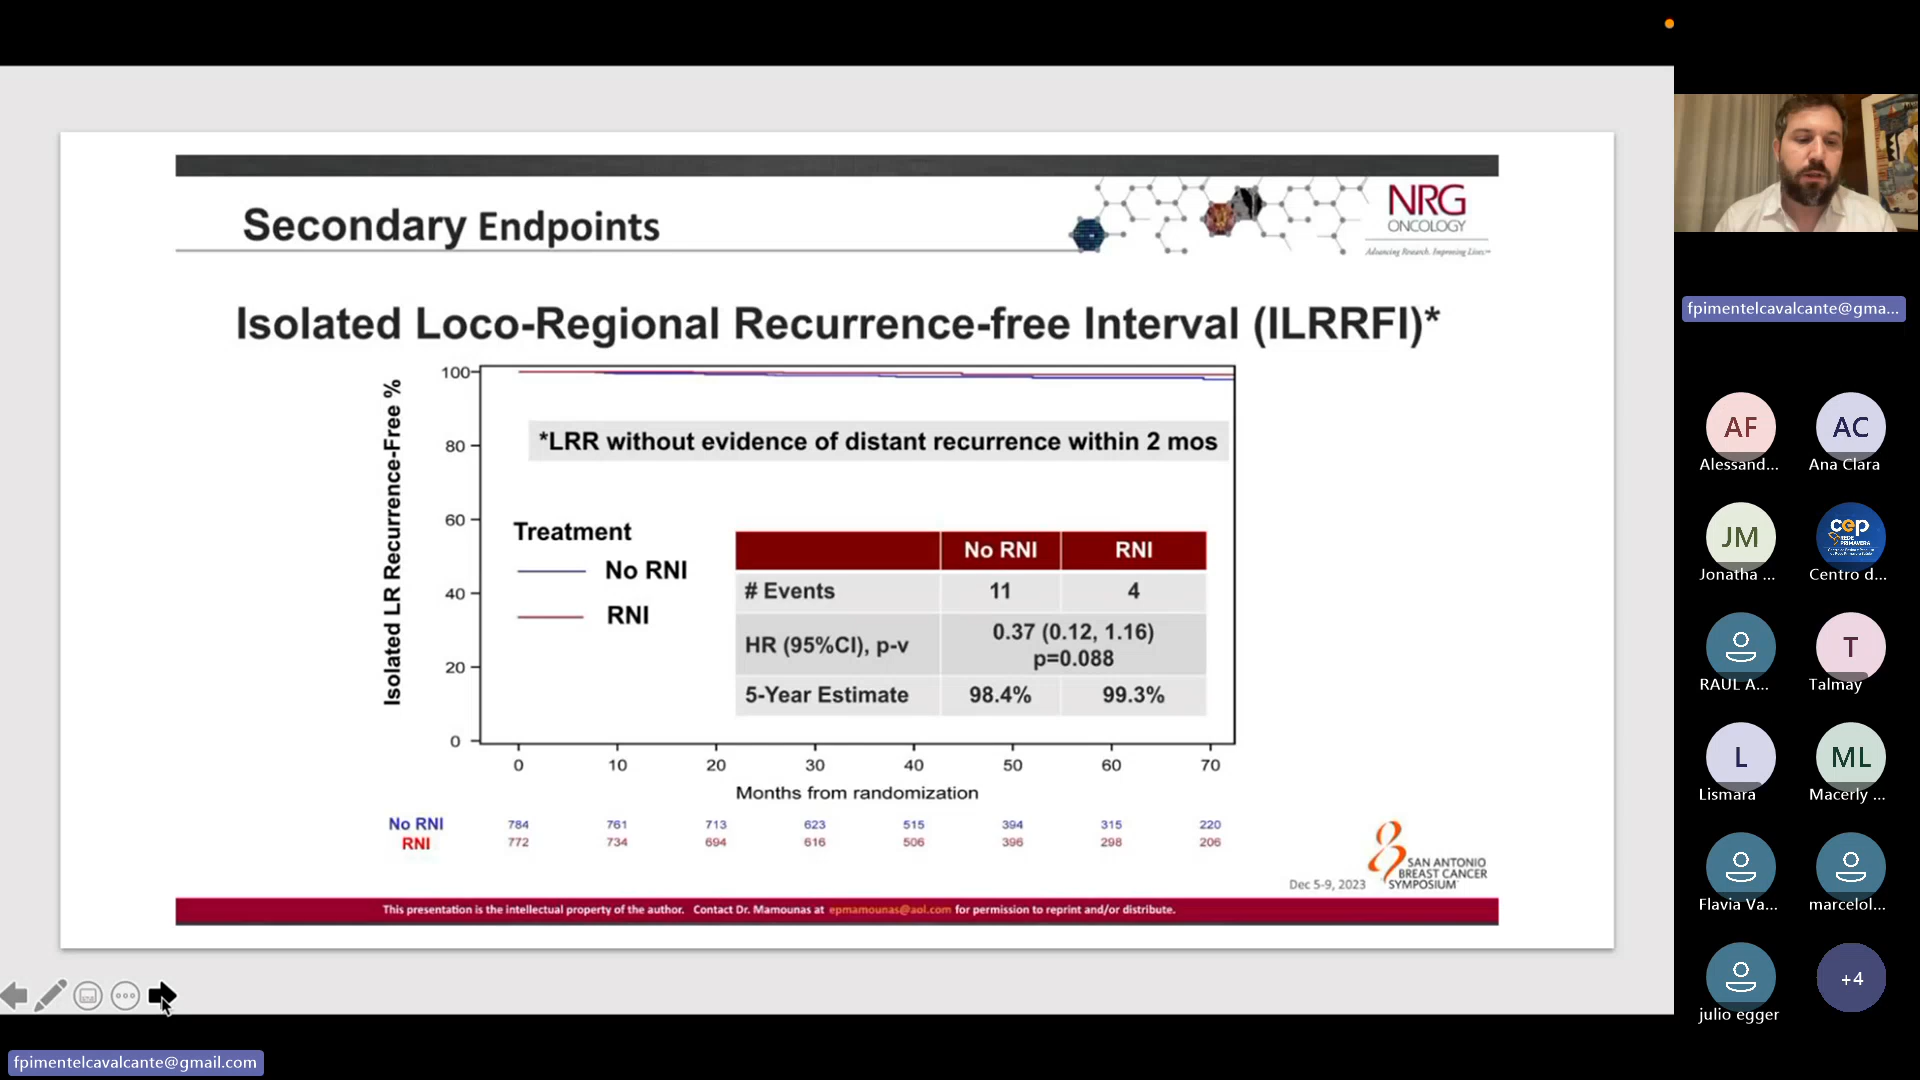 Secondary Endpoints
NRG
ONCOLOGY
Advancing Research. Improving Lives.™
Isolated Loco-Regional Recurrence-free Interval (ILRRFI)*
Isolated LR Recurrence-Free %
100
80
60
40
20
0
*LRR without evidence of distant recurrence within 2 mos
Treatment
No RNI
RNI
No RNI RNI
# Events 11 4
HR (95%CI), p-v 0.37 (0.12, 1.16)
p=0.088
5-Year Estimate 98.4% 99.3%
0 10 20 30 40 50 60 70
Months from randomization
No RNI 784 761 713 623 515 394 315 220
RNI 772 734 694 616 506 396 298 206
Dec 5-9, 2023
SAN ANTONIO
BREAST CANCER
SYMPOSIUM
This presentation is the intellectual property of the author. Contact Dr. Mamounas at epmamounas@aol.com for permission to reprint and/or distribute.
fpimentelcavalcante@gmail.com
fpimentelcavalcante@gma...
AF AC
Alessand... Ana Clara
JM cep
REDE PRIMAVERA
Jonatha ... Centro d...
T
RAUL A... Talmay
L ML
Lismara Macerly ...
Flavia Va... marcelol...
+4
julio egger